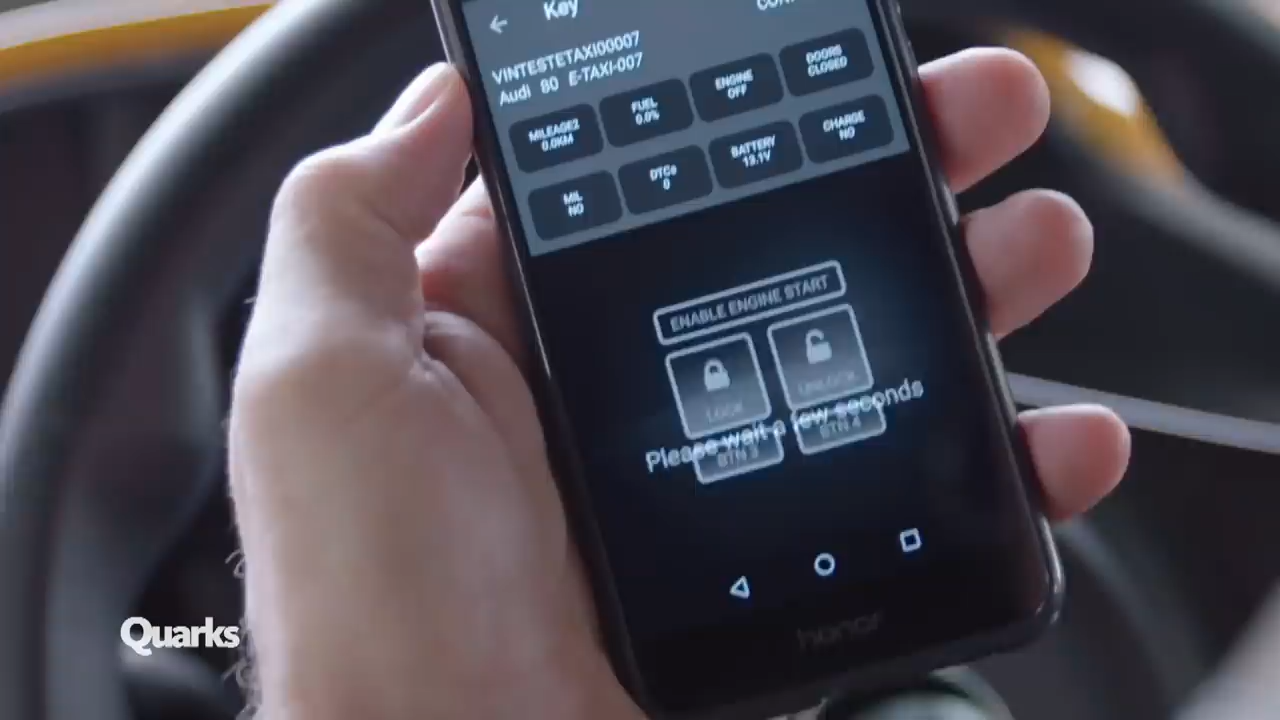 Key
VINTESTETAXI00007
Audi 80 E-TAXI-007
MILEAGE2
0.0KM
FUEL
0.0%
ENGINE
OFF
DOORS
CLOSED
MIL
NO
DTCs
0
BATTERY
13.1V
CHARGE
NO
ENABLE ENGINE START
LOCK
UNLOCK
Please wait a few seconds
BTN 3
BTN 4
honor
Quarks